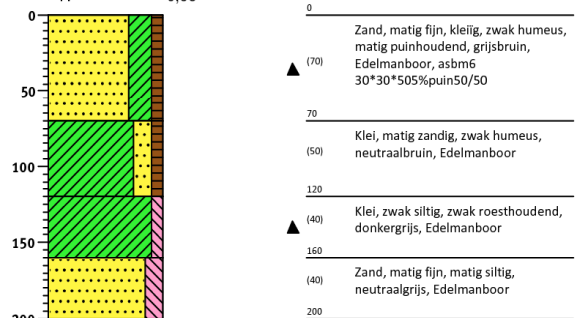 0
50
100
150
0
Zand, matig fijn, kleiïg, zwak humeus,
matig puinhoudend, grijsbruin,
Edelmanboor, asbm6
30*30*505%puin50/50
(70)
70
Klei, matig zandig, zwak humeus,
neutraalbruin, Edelmanboor
(50)
120
Klei, zwak siltig, zwak roesthoudend,
donkergrijs, Edelmanboor
(40)
160
Zand, matig fijn, matig siltig,
neutraalgrijs, Edelmanboor
(40)
200